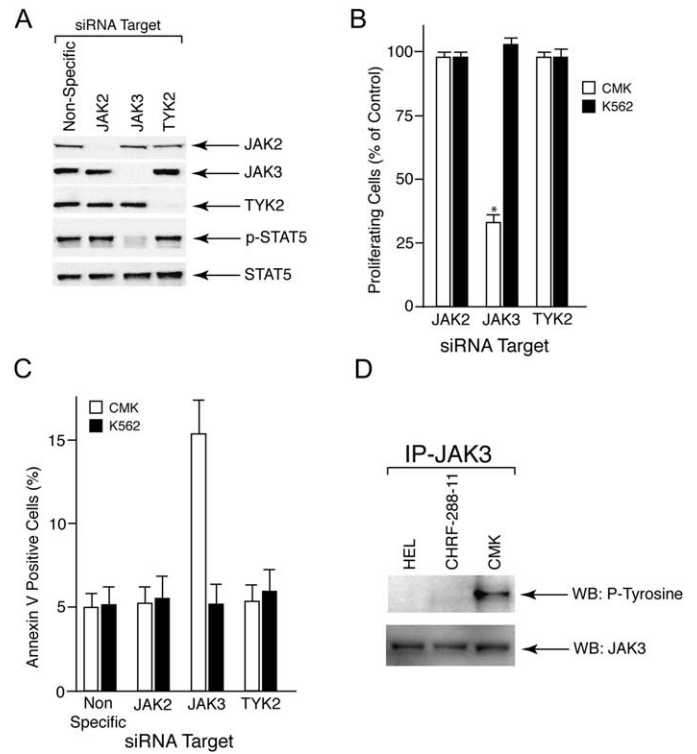 A
siRNA Target
Non-Specific
JAK2
JAK3
TYK2
JAK2
JAK3
TYK2
p-STAT5
STAT5
B
Proliferating Cells (% of Control)
100
75
50
25
0
*
CMK
K562
JAK2 JAK3 TYK2
siRNA Target
C
Annexin V Positive Cells (%)
15
10
5
0
CMK
K562
Non Specific JAK2 JAK3 TYK2
siRNA Target
D
IP-JAK3
HEL
CHRF-288-11
CMK
WB: P-Tyrosine
WB: JAK3